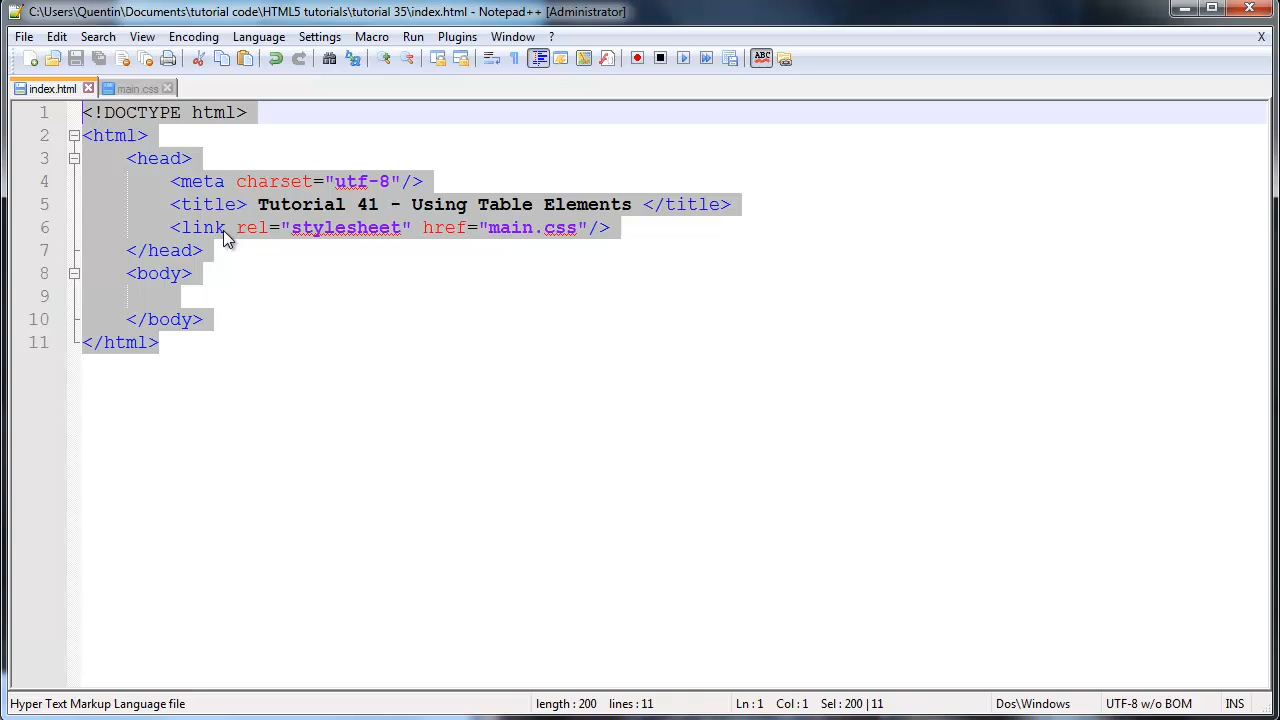 C:\Users\Quentin\Documents\tutorial code\HTML5 tutorials\tutorial 35\index.html - Notepad++ [Administrator]
File Edit Search View Encoding Language Settings Macro Run Plugins Window ? X
ABC
index.html main.css
1 <!DOCTYPE html>
2 <html>
3 <head>
4 <meta charset="utf-8"/>
5 <title> Tutorial 41 - Using Table Elements </title>
6 <link rel="stylesheet" href="main.css"/>
7 </head>
8 <body>
9
10 </body>
11 </html>
Hyper Text Markup Language file length : 200 lines : 11 Ln : 1 Col : 1 Sel : 200 | 11 Dos\Windows UTF-8 w/o BOM INS